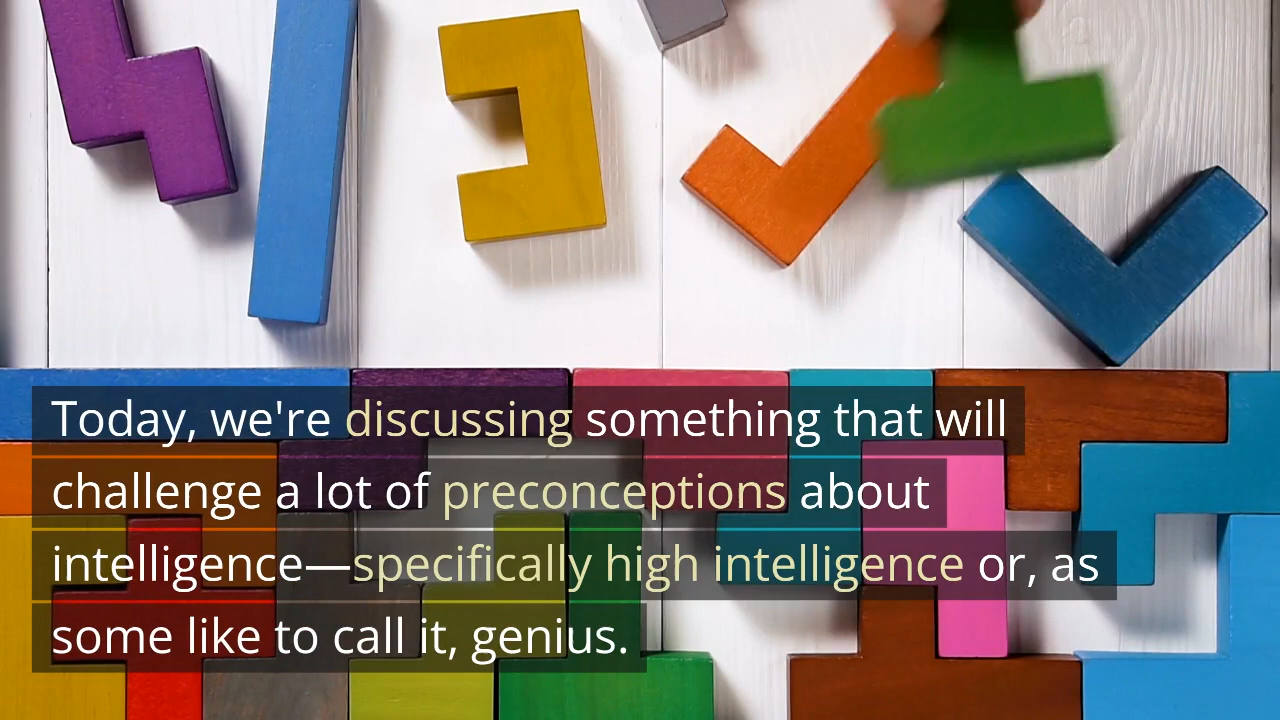 Today, we're discussing something that will
challenge a lot of preconceptions about
intelligence—specifically high intelligence or, as
some like to call it, genius.